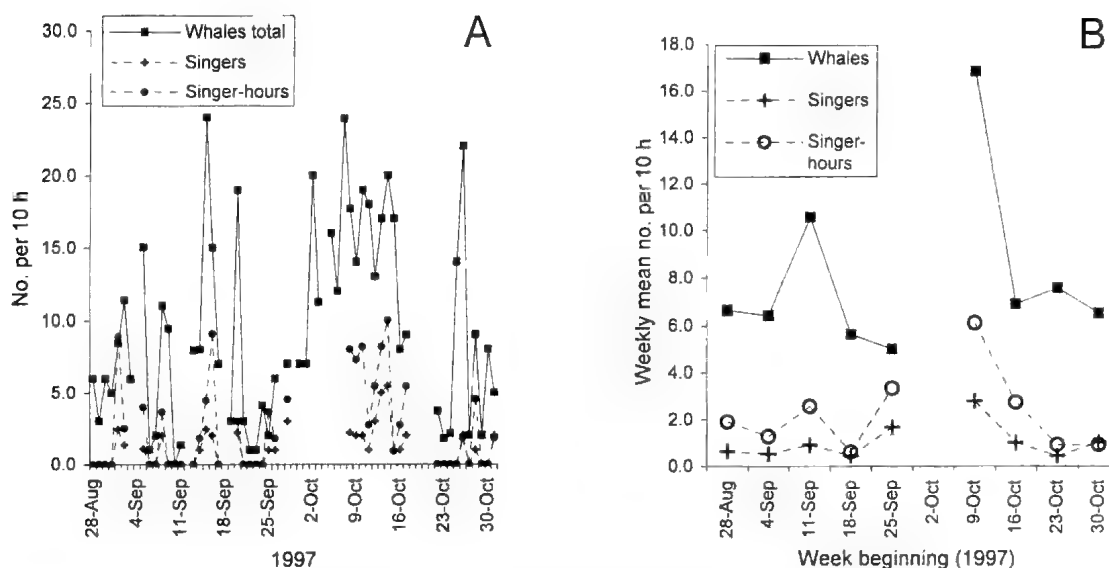 A
Whales total
Singers
Singer-hours
No. per 10 h
30.0
25.0
20.0
15.0
10.0
5.0
0.0
28-Aug
4-Sep
11-Sep
18-Sep
25-Sep
2-Oct
9-Oct
16-Oct
23-Oct
30-Oct
1997
B
Whales
Singers
Singer-
hours
Weekly mean no. per 10 h
18.0
16.0
14.0
12.0
10.0
8.0
6.0
4.0
2.0
0.0
28-Aug
4-Sep
11-Sep
18-Sep
25-Sep
2-Oct
9-Oct
16-Oct
23-Oct
30-Oct
Week beginning (1997)